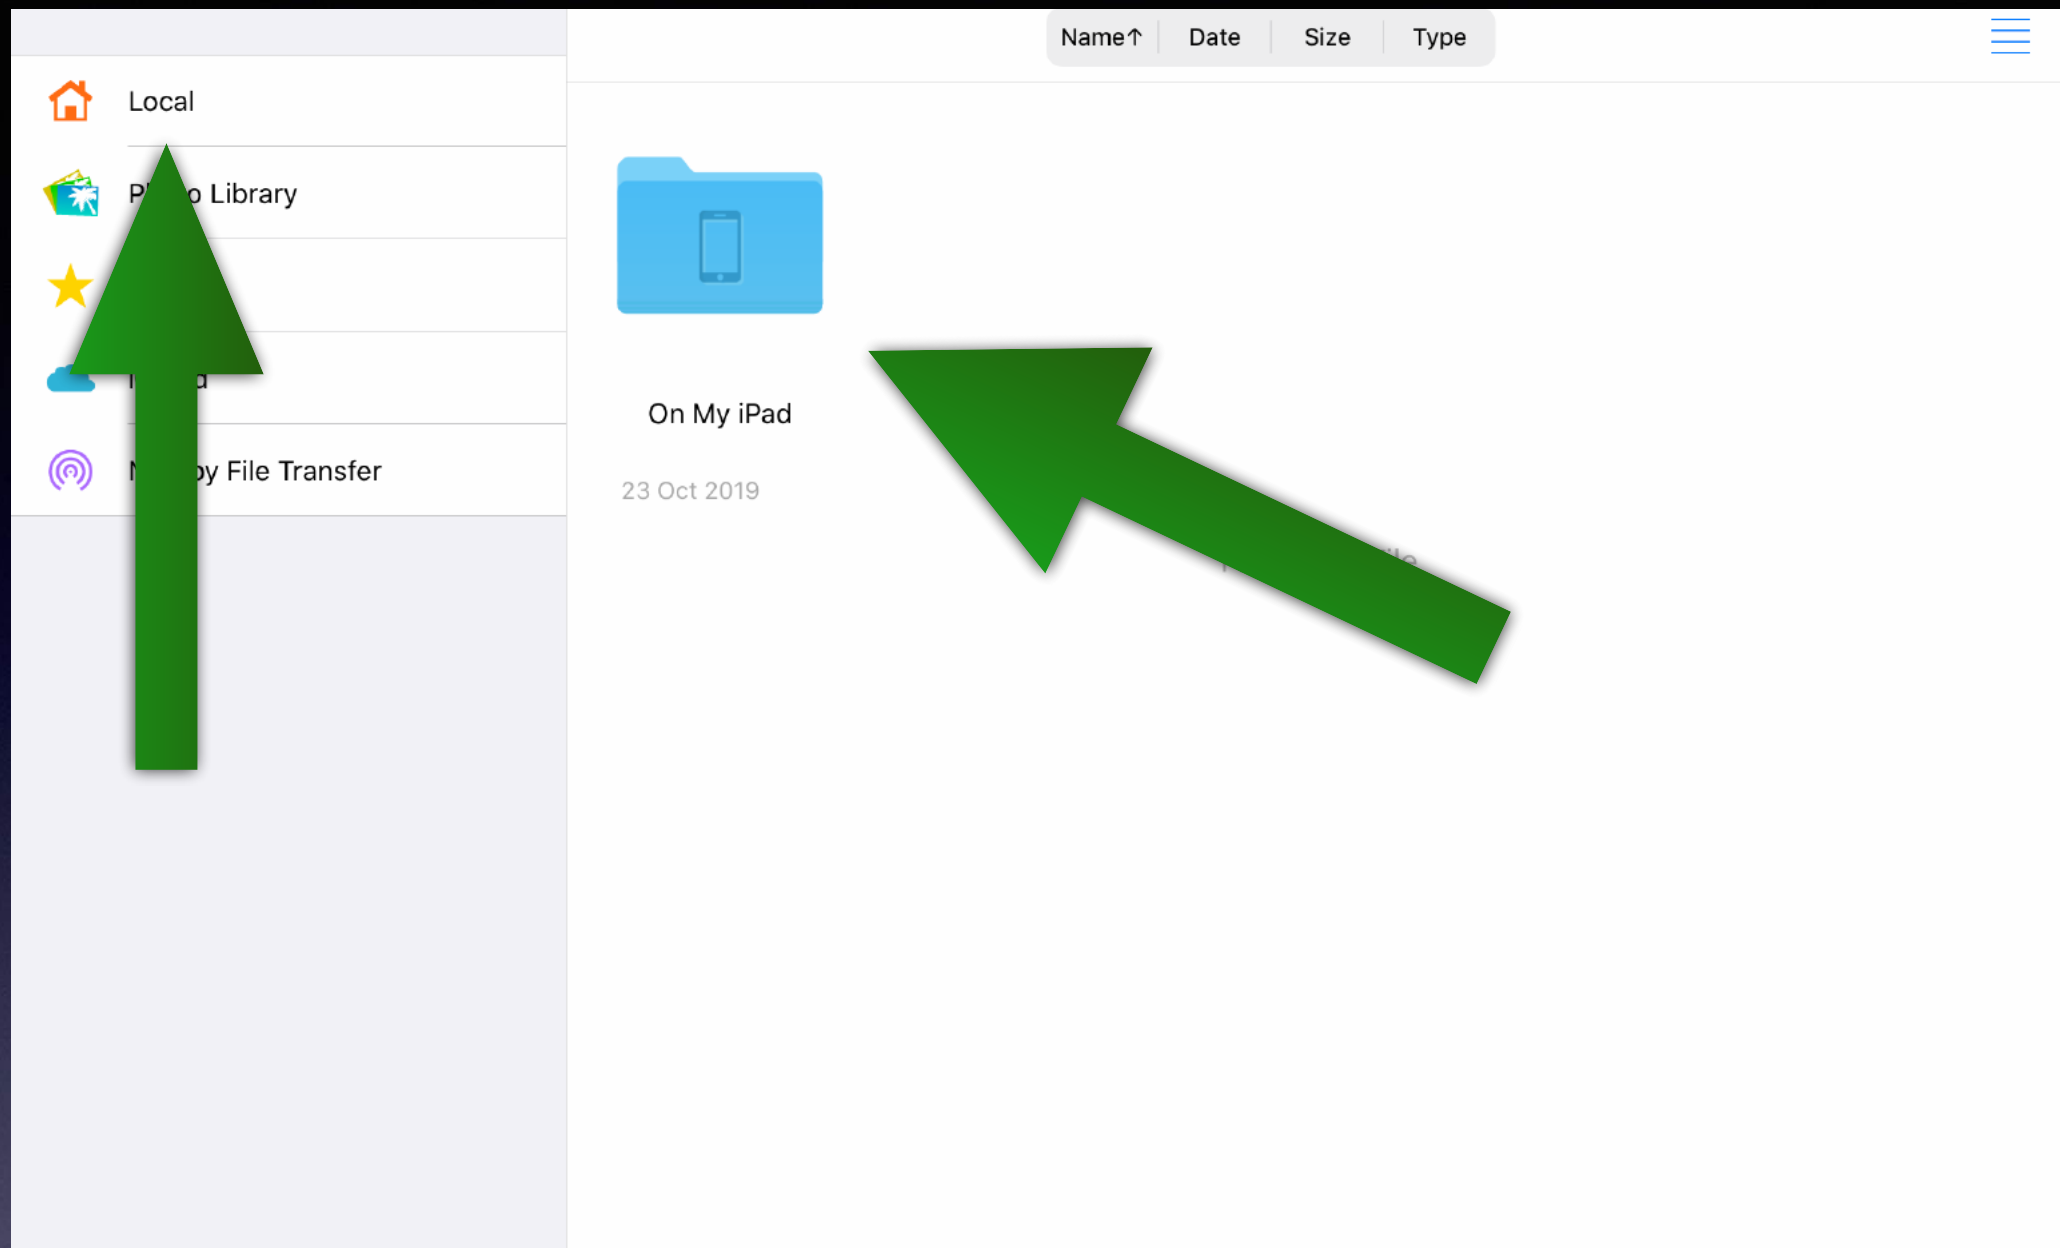 Name↑ Date Size Type
Local
Library
File Transfer
On My iPad
23 Oct 2019